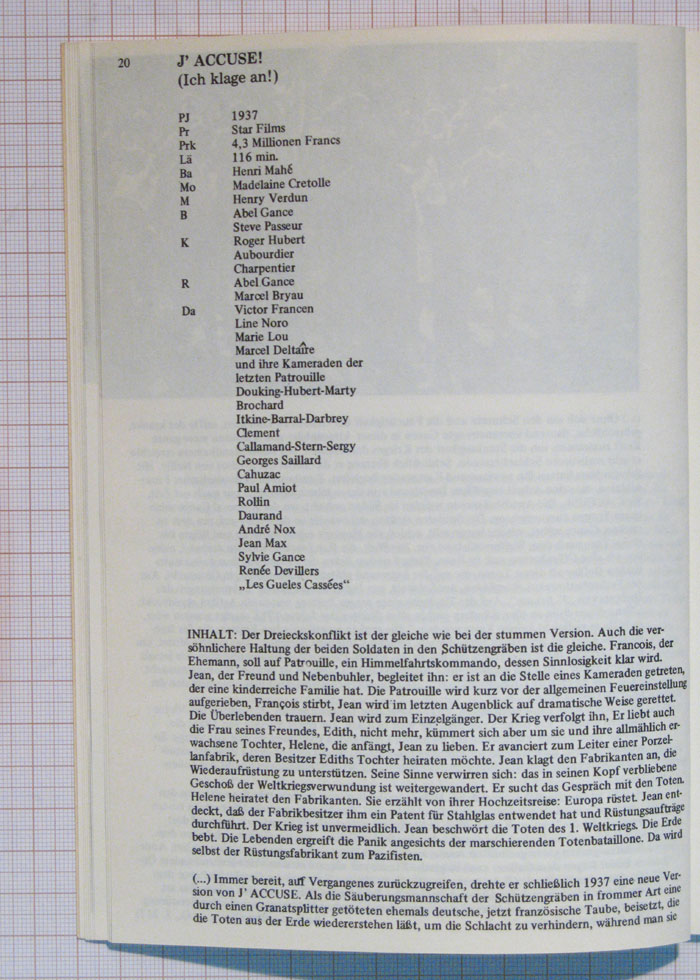 20
J' ACCUSE!
(Ich klage an!)
PJ 1937
Pr Star Films
Prk 4,3 Millionen Francs
Lä 116 min.
Ba Henri Mahé
Mo Madelaine Cretolle
M Henry Verdun
B Abel Gance
Steve Passeur
K Roger Hubert
Aubourdier
Charpentier
R Abel Gance
Marcel Bryau
Da Victor Francen
Line Noro
Marie Lou
Marcel Deltaîre
und ihre Kameraden der
letzten Patrouille
Douking-Hubert-Marty
Brochard
Itkine-Barral-Darbrey
Clement
Callamand-Stern-Sergy
Georges Saillard
Cahuzac
Paul Amiot
Rollin
Daurand
André Nox
Jean Max
Sylvie Gance
Renée Devillers
„Les Gueles Cassées“
INHALT: Der Dreieckskonflikt ist der gleiche wie bei der stummen Version. Auch die ver-
söhnlichere Haltung der beiden Soldaten in den Schützengräben ist die gleiche. Francois, der
Ehemann, soll auf Patrouille, ein Himmelfahrtskommando, dessen Sinnlosigkeit klar wird.
Jean, der Freund und Nebenbuhler, begleitet ihn: er ist an die Stelle eines Kameraden getreten,
der eine kinderreiche Familie hat. Die Patrouille wird kurz vor der allgemeinen Feuereinstellung
aufgerieben, François stirbt, Jean wird im letzten Augenblick auf dramatische Weise gerettet.
Die Überlebenden trauern. Jean wird zum Einzelgänger. Der Krieg verfolgt ihn, Er liebt auch
die Frau seines Freundes, Edith, nicht mehr, kümmert sich aber um sie und ihre allmählich er-
wachsene Tochter, Helene, die anfängt, Jean zu lieben. Er avanciert zum Leiter einer Porzel-
lanfabrik, deren Besitzer Ediths Tochter heiraten möchte. Jean klagt den Fabrikanten an, die
Wiederaufrüstung zu unterstützen. Seine Sinne verwirren sich: das in seinen Kopf verbliebene
Geschoß der Weltkriegsverwundung ist weitergewandert. Er sucht das Gespräch mit den Toten.
Helene heiratet den Fabrikanten. Sie erzählt von ihrer Hochzeitsreise: Europa rüstet. Jean ent-
deckt, daß der Fabrikbesitzer ihm ein Patent für Stahlglas entwendet hat und Rüstungsaufträge
durchführt. Der Krieg ist unvermeidlich. Jean beschwört die Toten des 1. Weltkriegs. Die Erde
bebt. Die Lebenden ergreift die Panik angesichts der marschierenden Totenbataillone. Da wird
selbst der Rüstungsfabrikant zum Pazifisten.
(...) Immer bereit, auf Vergangenes zurückzugreifen, drehte er schließlich 1937 eine neue Ver-
sion von J' ACCUSE. Als die Säuberungsmannschaft der Schützengräben in frommer Art eine
durch einen Granatsplitter getöteten ehemals deutsche, jetzt französische Taube, beisetzt, die
die Toten aus der Erde wiedererstehen läßt, um die Schlacht zu verhindern, während man sie